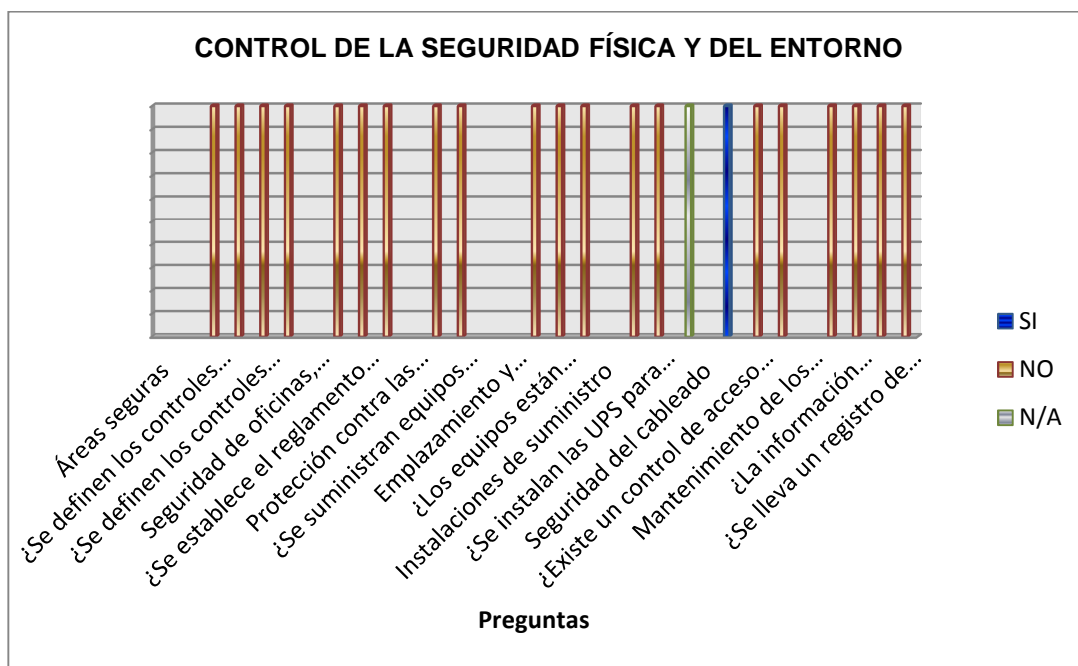 CONTROL DE LA SEGURIDAD FÍSICA Y DEL ENTORNO
Áreas seguras
¿Se definen los controles...
¿Se definen los controles...
Seguridad de oficinas,...
¿Se establece el reglamento...
Protección contra las...
¿Se suministran equipos...
Emplazamiento y...
¿Los equipos están...
Instalaciones de suministro
¿Se instalan las UPS para...
Seguridad del cableado
¿Existe un control de acceso...
Mantenimiento de los...
¿La información...
¿Se lleva un registro de...
SI
NO
N/A
Preguntas